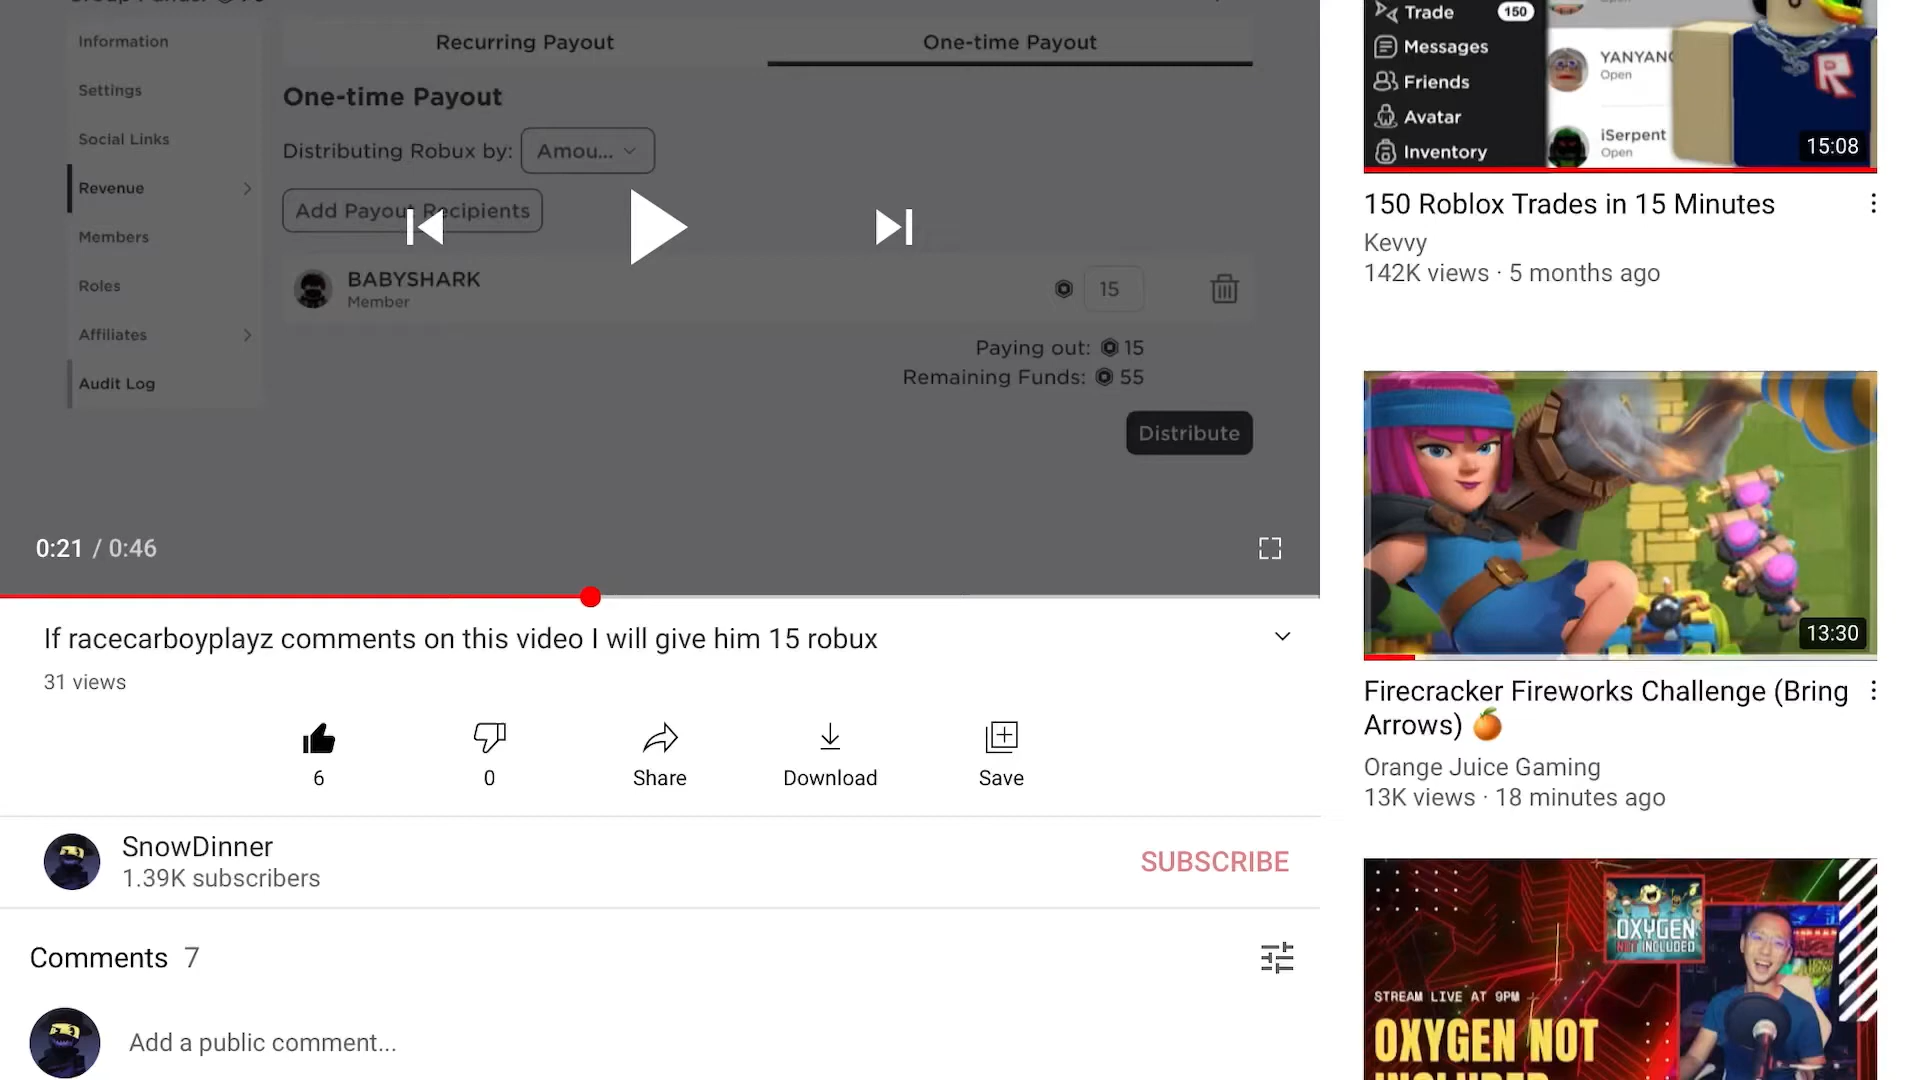 Information
Recurring Payout
One-time Payout
Settings
One-time Payout
Social Links
Distributing Robux by:
Amou...
Revenue
Add Payout Recipients
Members
BABYSHARK
15
Member
Roles
Affiliates
Paying out: 15
Remaining Funds: 55
Audit Log
Distribute
0:21 / 0:46
If racecarboyplayz comments on this video I will give him 15 robux
31 views
6
0
Share
Download
Save
SnowDinner
1.39K subscribers
SUBSCRIBE
Comments 7
Add a public comment...
Trade 150
Messages
Friends
Avatar
Inventory
Open
iSerpent
Open
R
15:08
150 Roblox Trades in 15 Minutes
Kevvy
142K views · 5 months ago
13:30
Firecracker Fireworks Challenge (Bring
Arrows) 🍊
Orange Juice Gaming
13K views · 18 minutes ago
OXYGEN
NOT INCLUDED
STREAM LIVE AT 9PM
OXYGEN NOT
INCLUDED